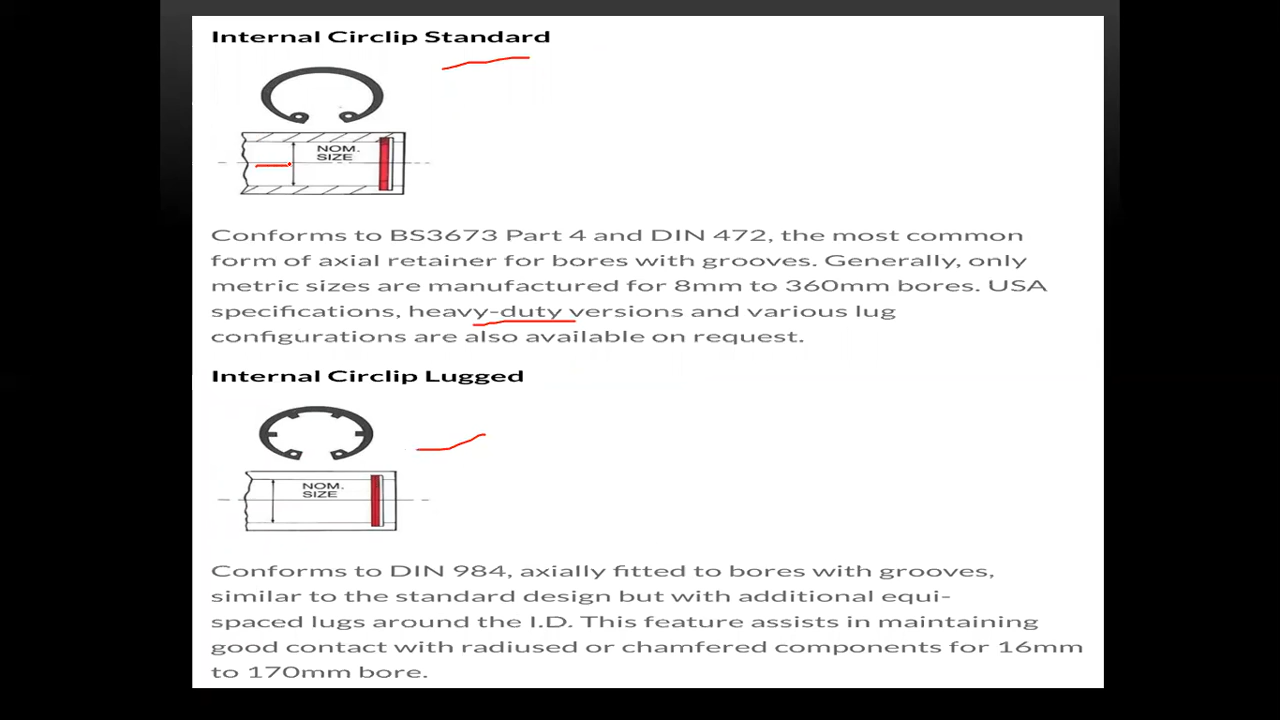 Internal Circlip Standard
NOM.
SIZE
Conforms to BS3673 Part 4 and DIN 472, the most common
form of axial retainer for bores with grooves. Generally, only
metric sizes are manufactured for 8mm to 360mm bores. USA
specifications, heavy-duty versions and various lug
configurations are also available on request.
Internal Circlip Lugged
NOM.
SIZE
Conforms to DIN 984, axially fitted to bores with grooves,
similar to the standard design but with additional equi-
spaced lugs around the I.D. This feature assists in maintaining
good contact with radiused or chamfered components for 16mm
to 170mm bore.